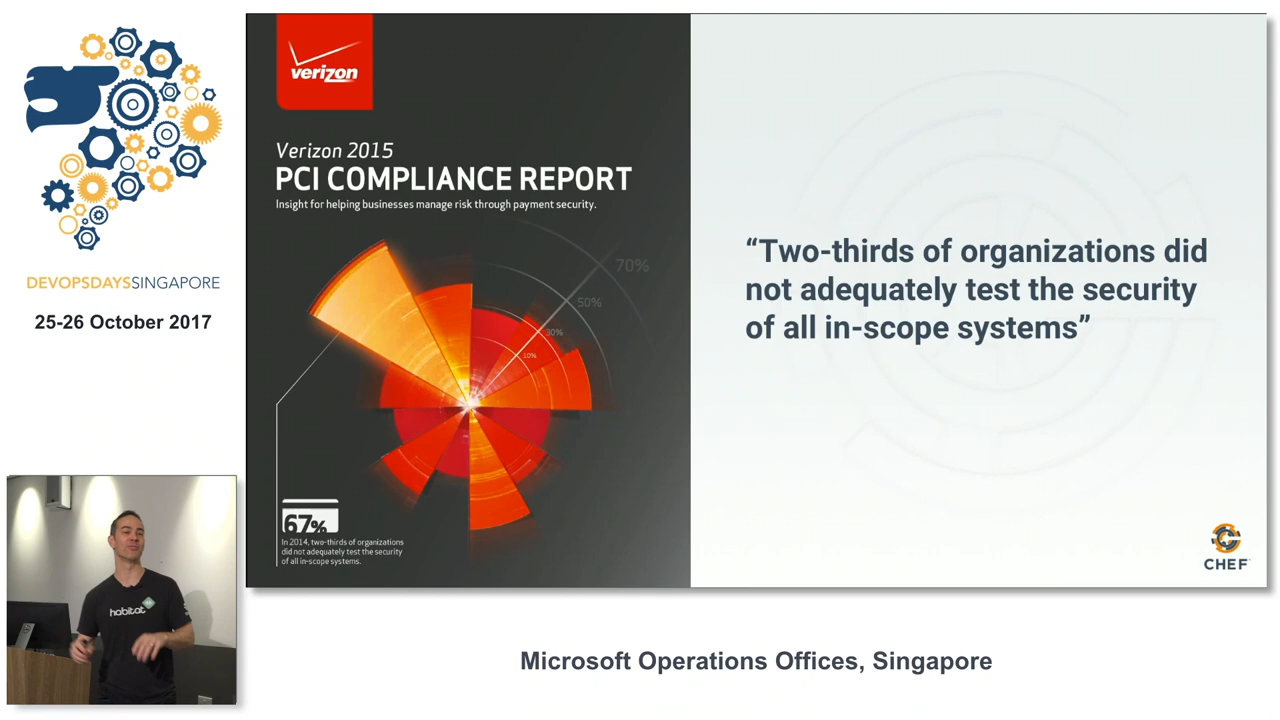 DEVOPSDAYSSINGAPORE
25-26 October 2017
verizon
Verizon 2015
PCI COMPLIANCE REPORT
Insight for helping businesses manage risk through payment security.
70%
50%
30%
10%
67%
In 2014, two-thirds of organizations
did not adequately test the security
of all in-scope systems.
“Two-thirds of organizations did
not adequately test the security
of all in-scope systems”
CHEF
habitat
Microsoft Operations Offices, Singapore